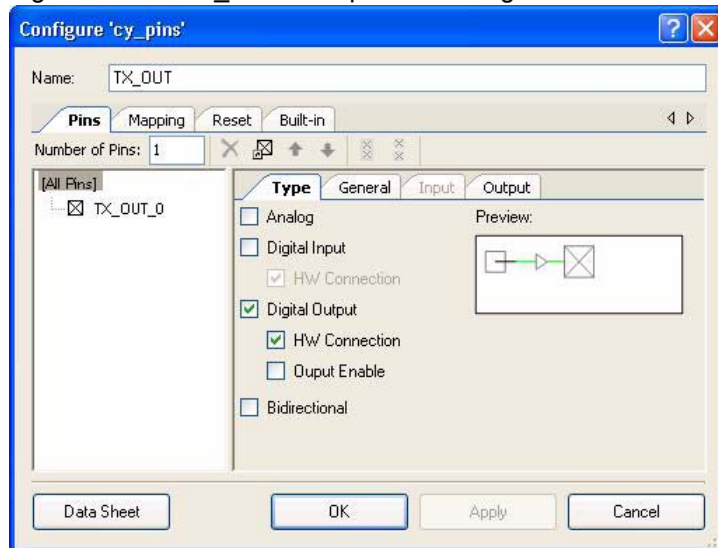 Configure 'cy_pins'
Name: TX_OUT
Pins Mapping Reset Built-in
Number of Pins: 1
[All Pins]
TX_OUT_0
Type General Input Output
Analog
Preview:
Digital Input
HW Connection
Digital Output
HW Connection
Ouput Enable
Bidirectional
Data Sheet OK Apply Cancel